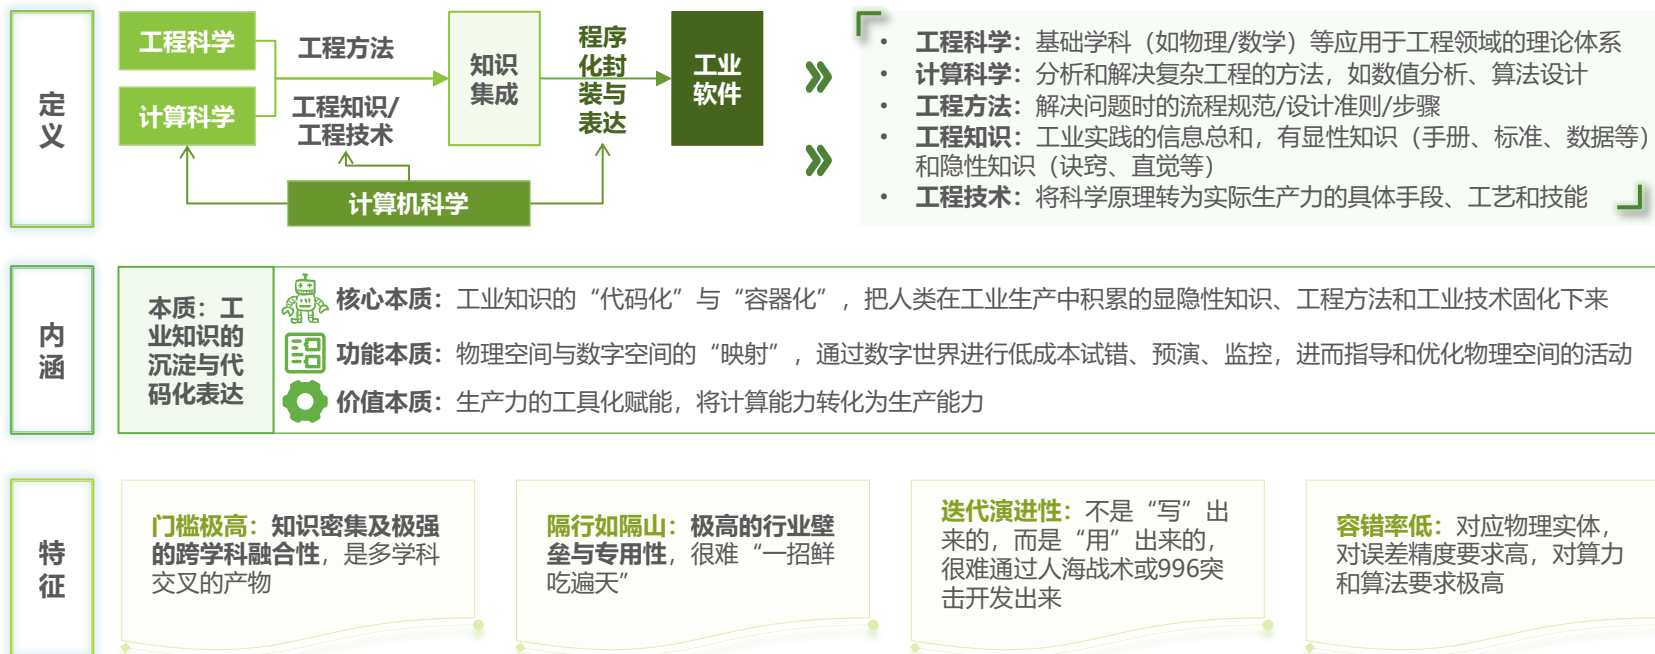 定
义
工程科学
计算科学
工程方法
工程知识/
工程技术
知识
集成
程序
化封
装与
表达
工业
软件
计算机科学
• 工程科学：基础学科（如物理/数学）等应用于工程领域的理论体系
• 计算科学：分析和解决复杂工程的方法，如数值分析、算法设计
• 工程方法：解决问题时的流程规范/设计准则/步骤
• 工程知识：工业实践的信息总和，有显性知识（手册、标准、数据等）
和隐性知识（诀窍、直觉等）
• 工程技术：将科学原理转为实际生产力的具体手段、工艺和技能
内
涵
本质：工
业知识的
沉淀与代
码化表达
核心本质：工业知识的“代码化”与“容器化”，把人类在工业生产中积累的显隐性知识、工程方法和工业技术固化下来
功能本质：物理空间与数字空间的“映射”，通过数字世界进行低成本试错、预演、监控，进而指导和优化物理空间的活动
价值本质：生产力的工具化赋能，将计算能力转化为生产能力
特
征
门槛极高：知识密集及极强
的跨学科融合性，是多学科
交叉的产物
隔行如隔山：极高的行业壁
垒与专用性，很难“一招鲜
吃遍天”
迭代演进性：不是“写”出
来的，而是“用”出来的，
很难通过人海战术或996突
击开发出来
容错率低：对应物理实体，
对误差精度要求高，对算力
和算法要求极高